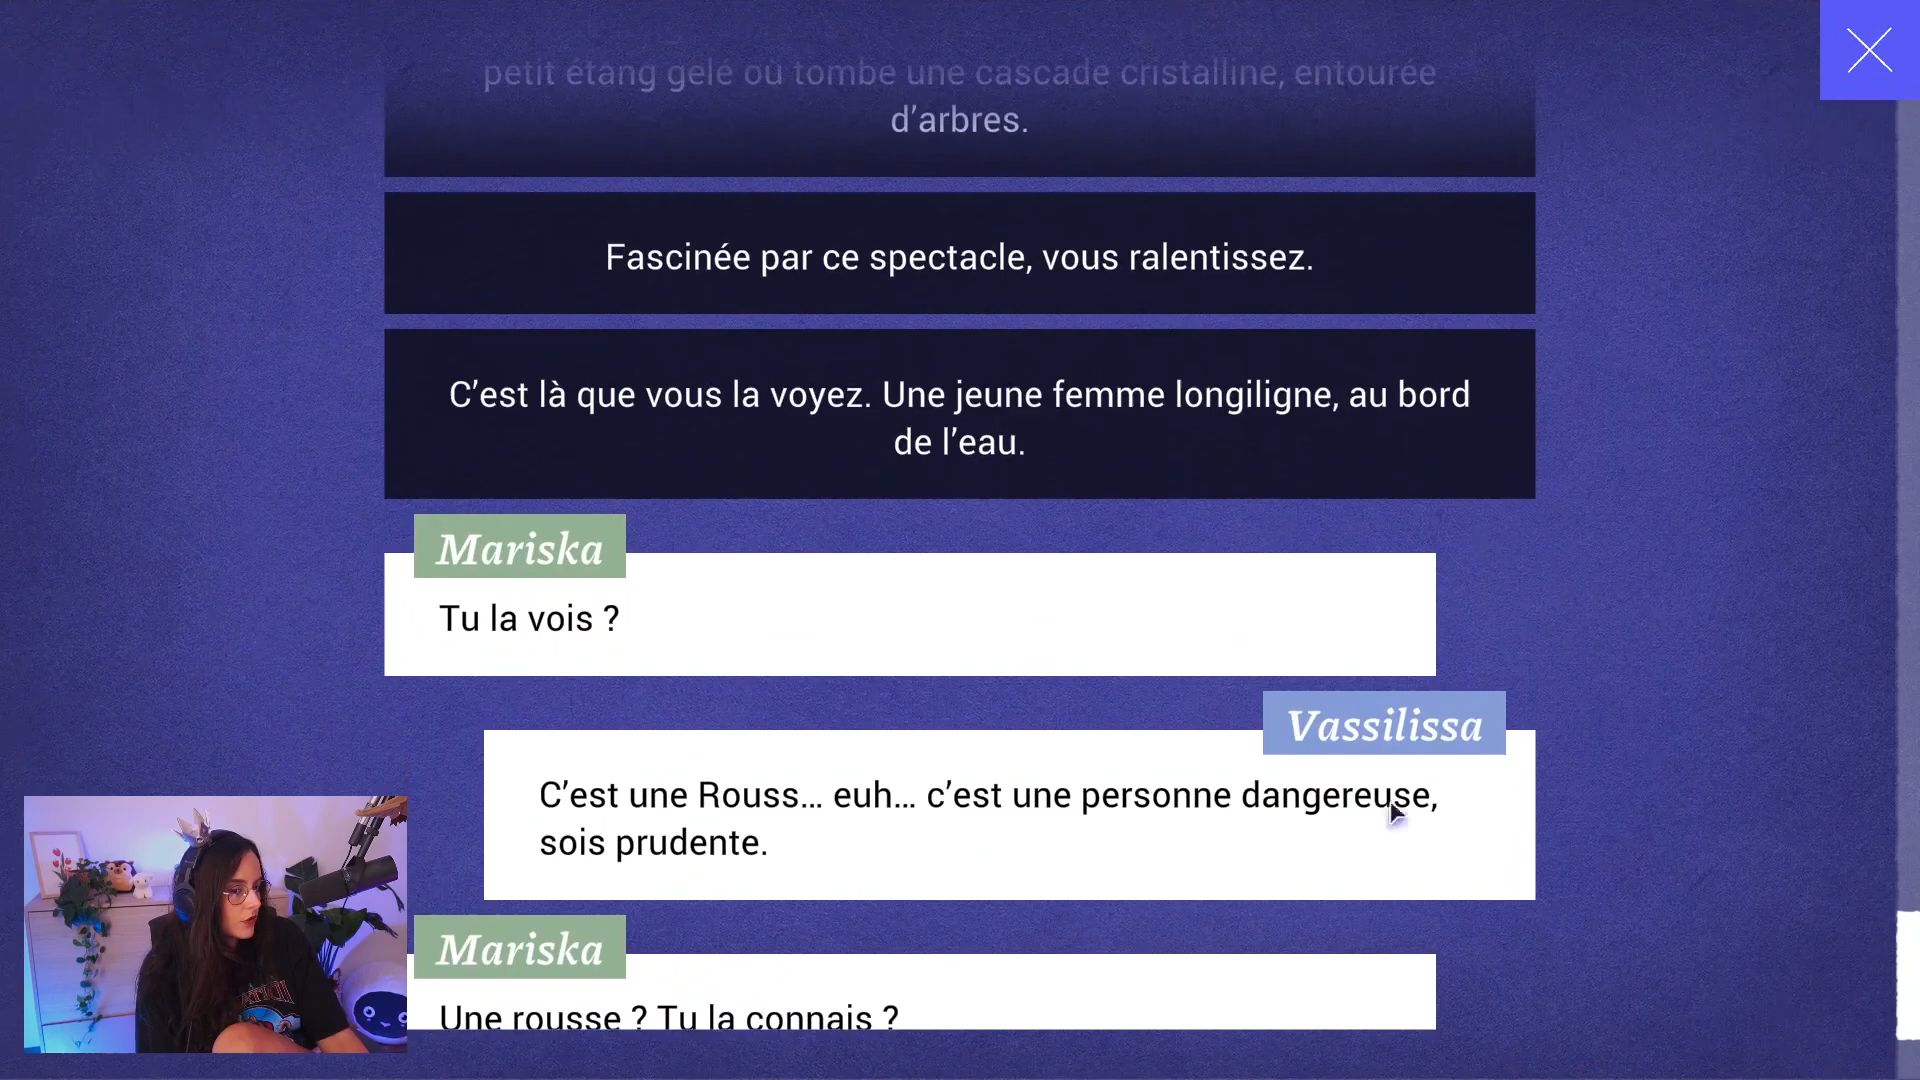 petit étang gelé où tombe une cascade cristalline, entourée
d’arbres.
Fascinée par ce spectacle, vous ralentissez.
C’est là que vous la voyez. Une jeune femme longiligne, au bord
de l’eau.
Mariska
Tu la vois ?
Vassilissa
C’est une Rouss… euh… c’est une personne dangereuse,
sois prudente.
Mariska
Une rousse ? Tu la connais ?